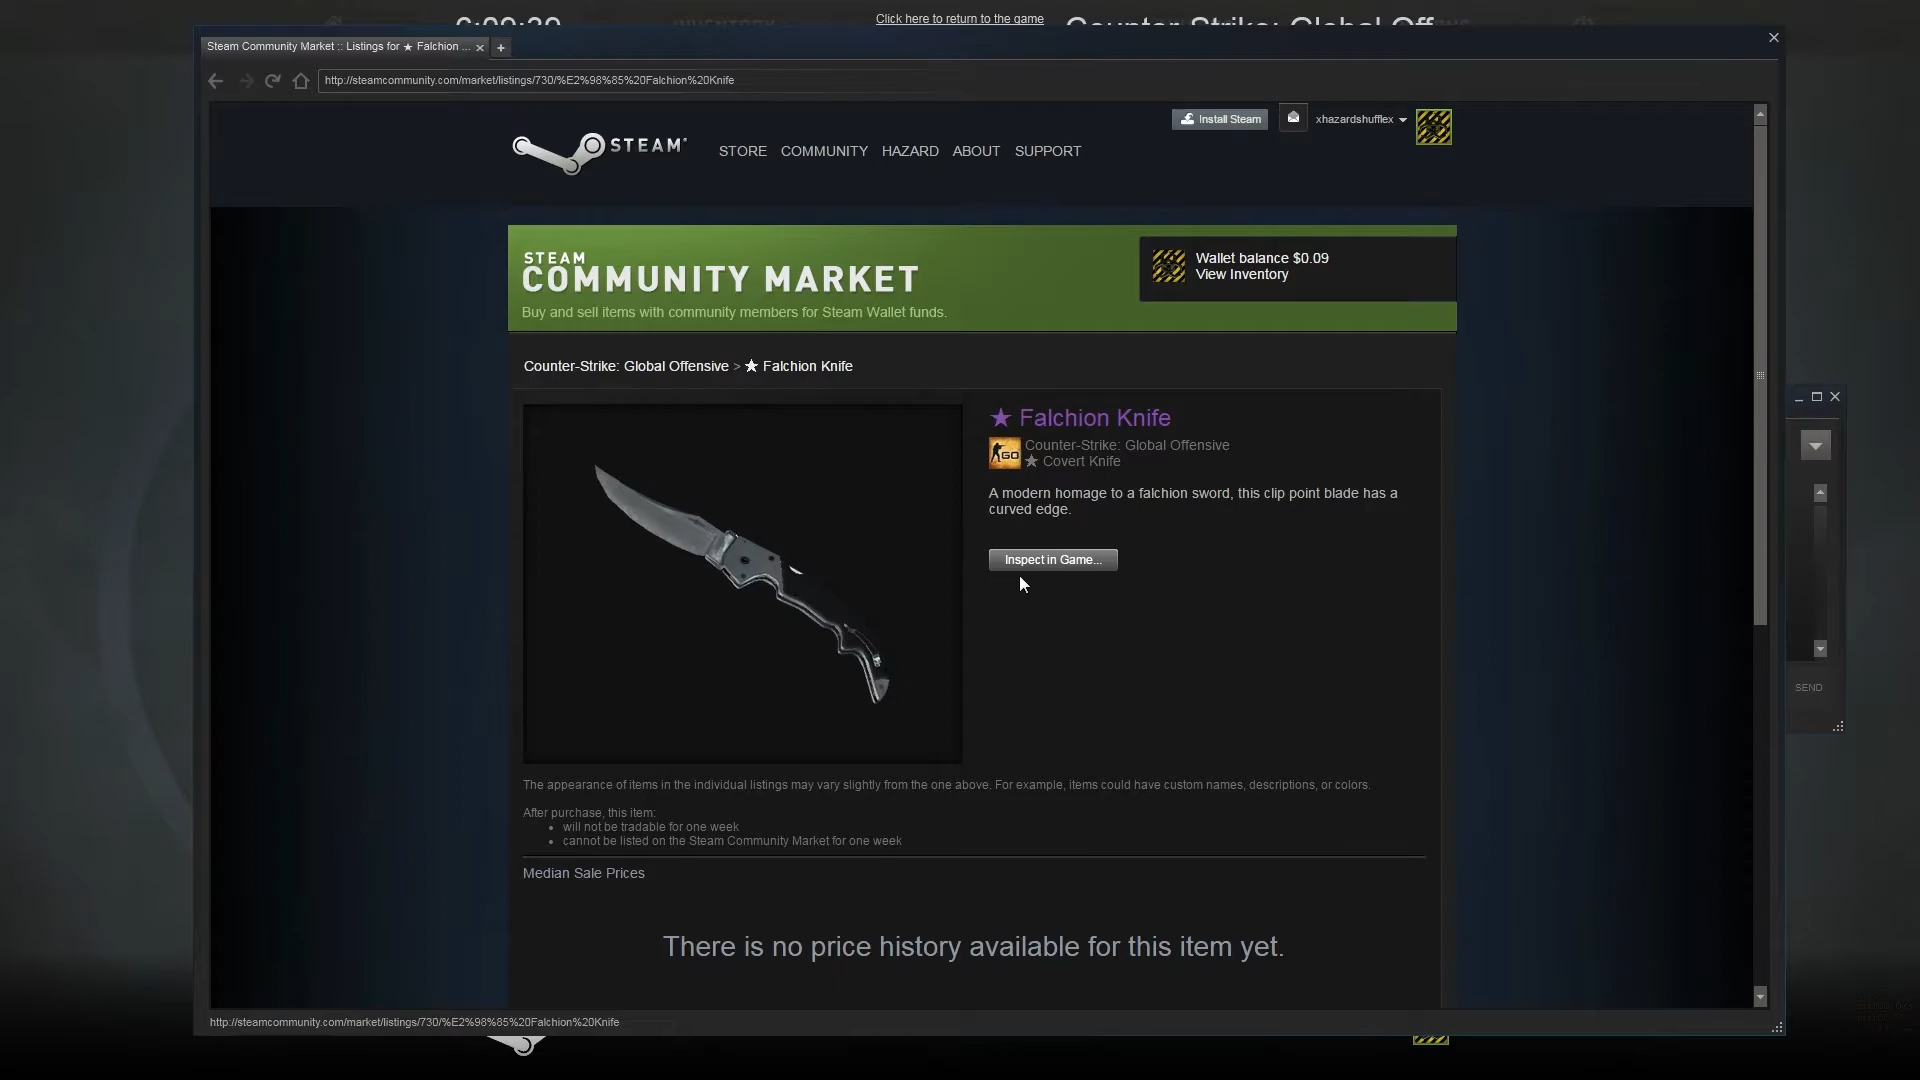 6:09:39
Click here to return to the game
Counter-Strike: Global Off
Steam Community Market :: Listings for ★ Falchion ...
http://steamcommunity.com/market/listings/730/%E2%98%85%20Falchion%20Knife
Install Steam
xhazardshufflex
STEAM
STORE COMMUNITY HAZARD ABOUT SUPPORT
STEAM
COMMUNITY MARKET
Buy and sell items with community members for Steam Wallet funds.
Wallet balance $0.09
View Inventory
Counter-Strike: Global Offensive > ★ Falchion Knife
★ Falchion Knife
GO
Counter-Strike: Global Offensive
★ Covert Knife
A modern homage to a falchion sword, this clip point blade has a
curved edge.
Inspect in Game...
SEND
The appearance of items in the individual listings may vary slightly from the one above. For example, items could have custom names, descriptions, or colors.
After purchase, this item:
• will not be tradable for one week
• cannot be listed on the Steam Community Market for one week
Median Sale Prices
There is no price history available for this item yet.
http://steamcommunity.com/market/listings/730/%E2%98%85%20Falchion%20Knife